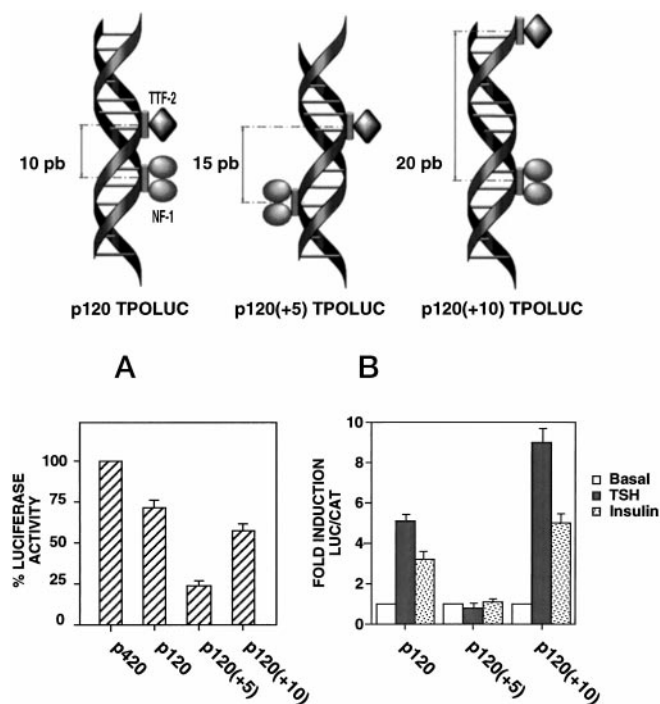 TTF-2
10 pb
15 pb
20 pb
NF-1
p120 TPOLUC
p120(+5) TPOLUC
p120(+10) TPOLUC
A
B
% LUCIFERASE
ACTIVITY
100
75
50
25
0
p420
p120
p120(+5)
p120(+10)
FOLD INDUCTION
LUC/CAT
10
8
6
4
2
0
p120
p120(+5)
p120(+10)
Basal
TSH
Insulin